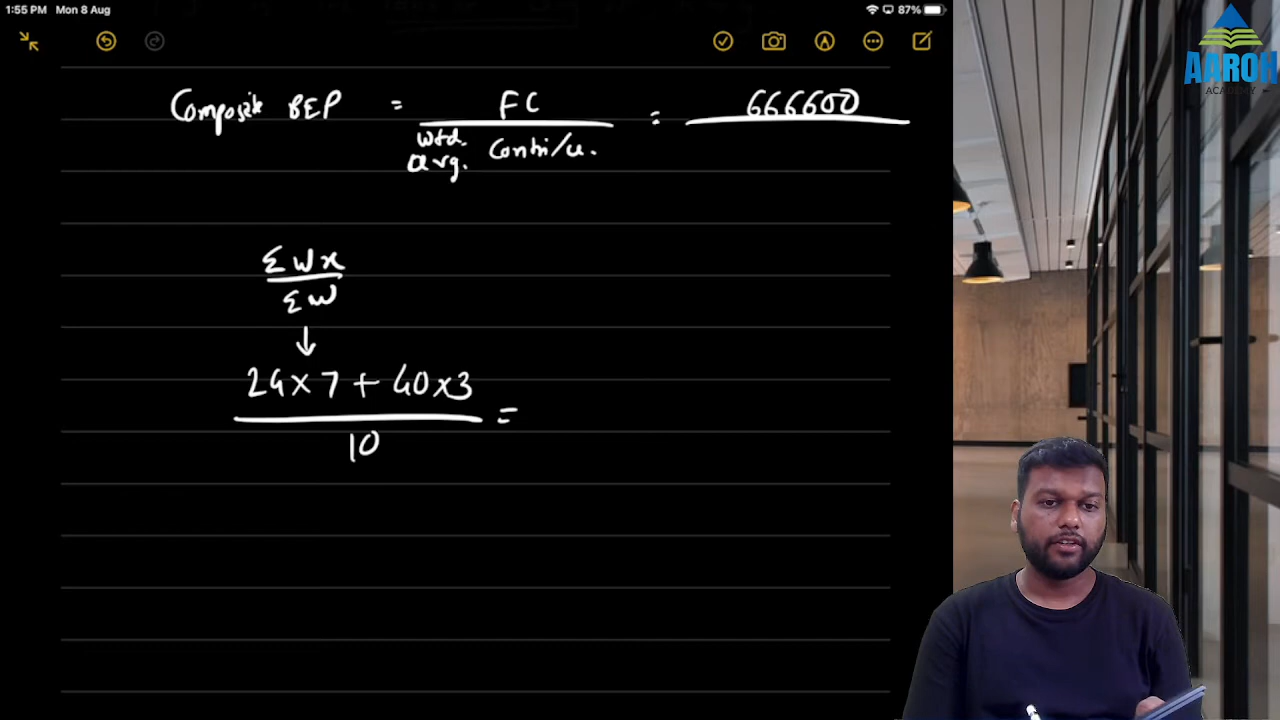 1:55 PM Mon 8 Aug 87%
AAROH
ACADEMY
Composite BEP = FC = 666600
wtd. avg. Contri/u.
Σwx
Σw
↓
24 × 7 + 40 × 3 =
10